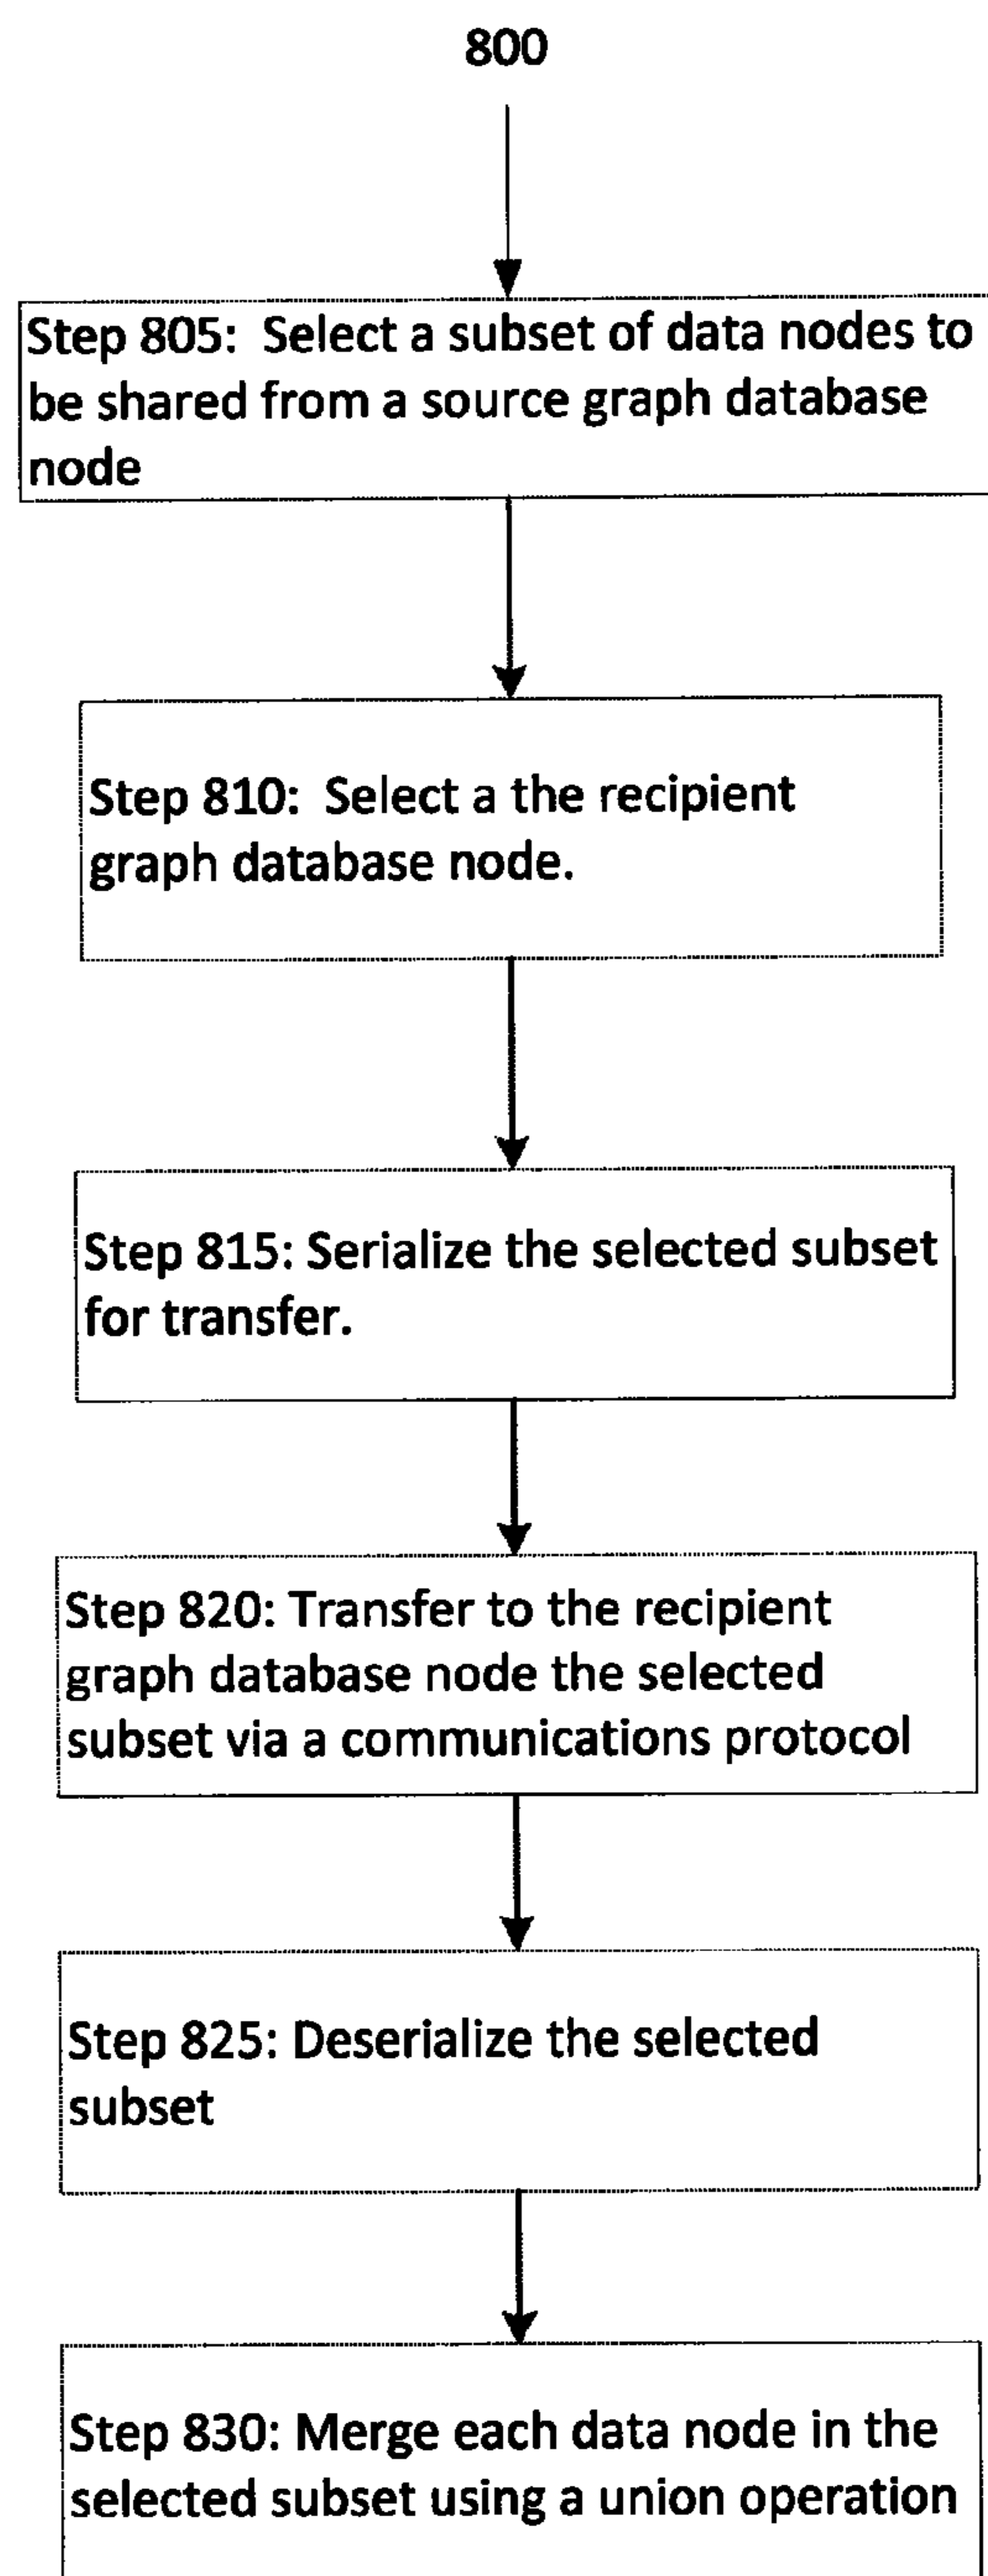 800
Step 805:  Select a subset of data nodes to
be shared from a source graph database
node
Step 810:  Select a the recipient
graph database node.
Step 815: Serialize the selected subset
for transfer.
Step 820: Transfer to the recipient
graph database node the selected
subset via a communications protocol
Step 825: Deserialize the selected
subset
Step 830: Merge each data node in the
selected subset using a union operation